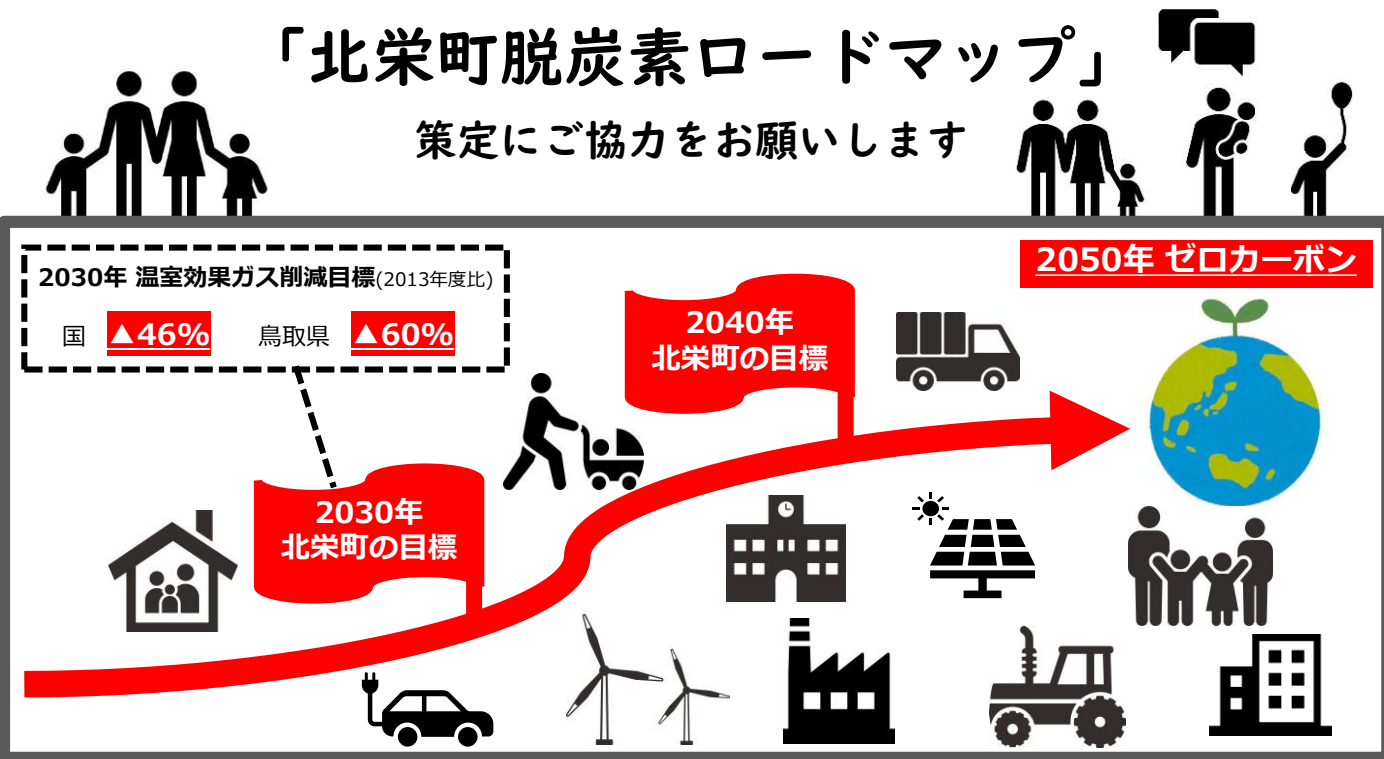 「北栄町脱炭素ロードマップ」
策定にご協力をお願いします
2030年 温室効果ガス削減目標(2013年度比)
国 ▲46% 鳥取県 ▲60%
2050年 ゼロカーボン
2040年
北栄町の目標
2030年
北栄町の目標